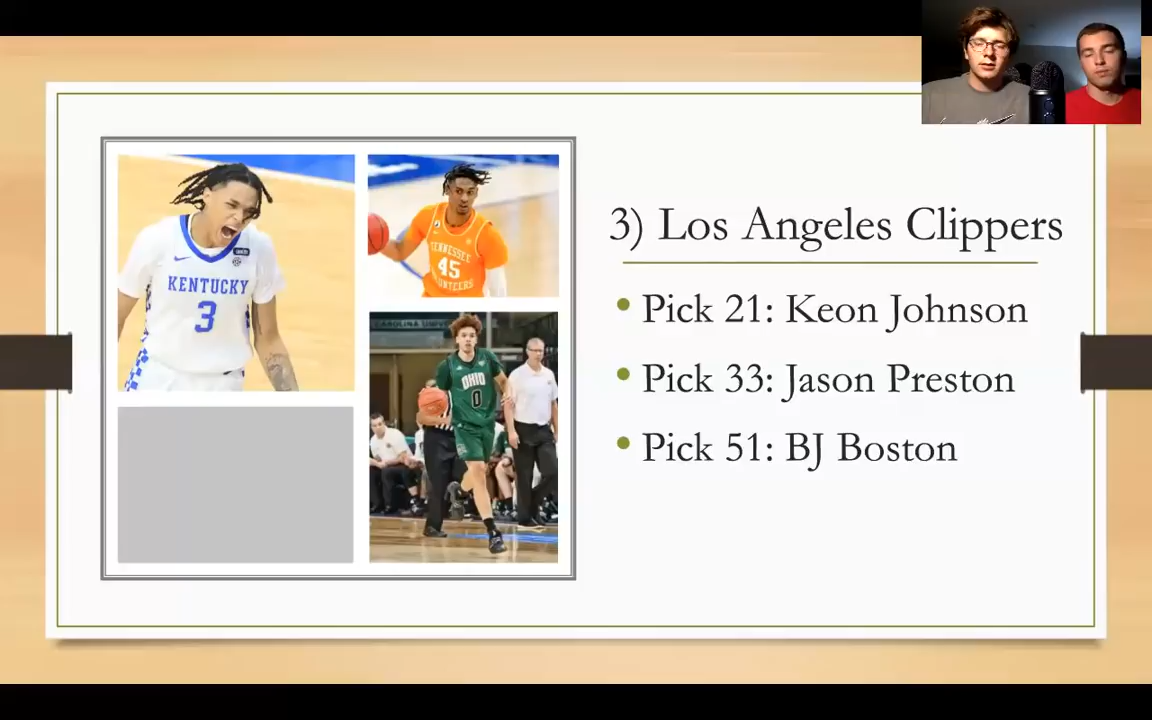 3) Los Angeles Clippers
• Pick 21: Keon Johnson
• Pick 33: Jason Preston
• Pick 51: BJ Boston
KENTUCKY
3
TENNESSEE
45
VOLUNTEERS
CAROLINA
OHIO
0